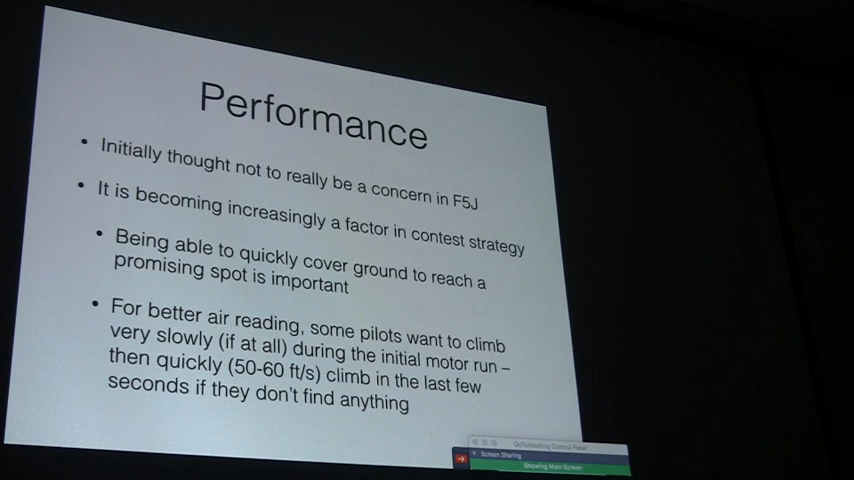 Performance
• Initially thought not to really be a concern in F5J
• It is becoming increasingly a factor in contest strategy
• Being able to quickly cover ground to reach a
promising spot is important
• For better air reading, some pilots want to climb
very slowly (if at all) during the initial motor run –
then quickly (50-60 ft/s) climb in the last few
seconds if they don't find anything
GoToMeeting Control Panel
Screen Sharing
Showing Main Screen